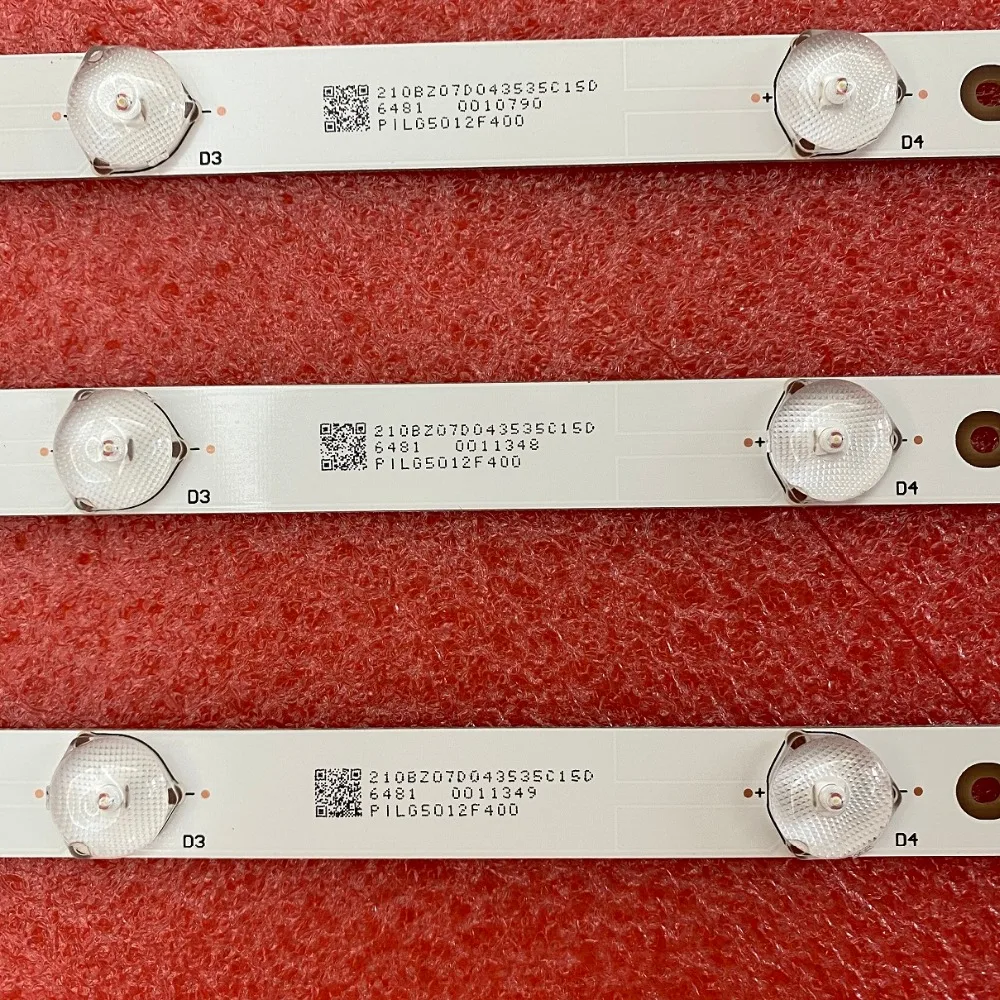 210BZ07D043535C15D
6481 0010790
PILG5012F400
D3
+
-
D4
-
210BZ07D043535C15D
6481 0011348
PILG5012F400
D3
-
+
D4
-
210BZ07D043535C15D
6481 0011349
PILG5012F400
D3
-
+
D4
-